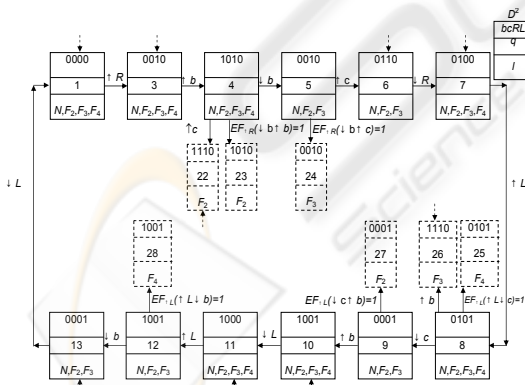 D²
bcRL
q
l
0000 0010 1010 0010 0110 0100
↑ R ↑ b ↓ b ↑ c ↓ R
1 3 4 5 6 7
N,F₂,F₃,F₄ N,F₂,F₃,F₄ N,F₂,F₃,F₄ N,F₂,F₃ N,F₂,F₃ N,F₂,F₃,F₄
↑c EF↑R(↓ b↑ b)=1 EF↑R(↓ b↑ c)=1
1110 1010 0010
22 23 24
F₂ F₂ F₃
↓ L ↑ L
1001 0001 1110 0101
28 27 26 25
F₄ F₂ F₃ F₄
EF↑L(↑ L↓ b)=1 EF↑L(↓ c↑ b)=1 ↑ b EF↑L(↑ L↓ c)=1
0001 1001 1000 1001 0001 0101
↓ b ↑ L ↓ L ↑ b ↓ c
13 12 11 10 9 8
N,F₂,F₃ N,F₂,F₃ N,F₂,F₃,F₄ N,F₂,F₃,F₄ N,F₂,F₃ N,F₂,F₃,F₄
Science